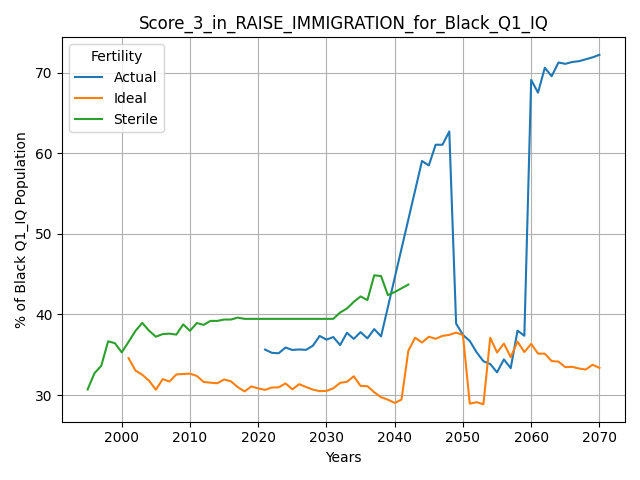 Score_3_in_RAISE_IMMIGRATION_for_Black_Q1_IQ
Fertility
Actual
Ideal
Sterile
% of Black Q1_IQ Population
70
60
50
40
30
2000 2010 2020 2030 2040 2050 2060 2070
Years